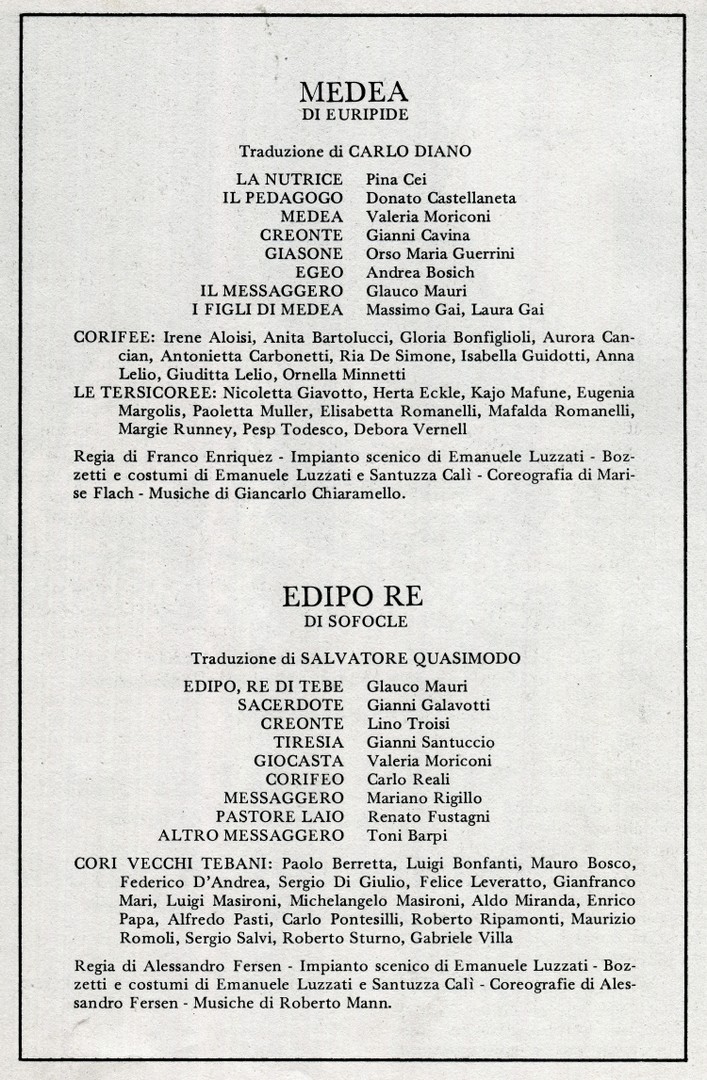 MEDEA
DI EURIPIDE
Traduzione di CARLO DIANO
LA NUTRICE Pina Cei
IL PEDAGOGO Donato Castellaneta
MEDEA Valeria Moriconi
CREONTE Gianni Cavina
GIASONE Orso Maria Guerrini
EGEO Andrea Bosich
IL MESSAGGERO Glauco Mauri
I FIGLI DI MEDEA Massimo Gai, Laura Gai
CORIFEE: Irene Aloisi, Anita Bartolucci, Gloria Bonfiglioli, Aurora Can-
cian, Antonietta Carbonetti, Ria De Simone, Isabella Guidotti, Anna
Lelio, Giuditta Lelio, Ornella Minnetti
LE TERSICOREE: Nicoletta Giavotto, Herta Eckle, Kajo Mafune, Eugenia
Margolis, Paoletta Muller, Elisabetta Romanelli, Mafalda Romanelli,
Margie Runney, Pesp Todesco, Debora Vernell
Regia di Franco Enriquez - Impianto scenico di Emanuele Luzzati - Boz-
zetti e costumi di Emanuele Luzzati e Santuzza Calì - Coreografia di Mari-
se Flach - Musiche di Giancarlo Chiaramello.
EDIPO RE
DI SOFOCLE
Traduzione di SALVATORE QUASIMODO
EDIPO, RE DI TEBE Glauco Mauri
SACERDOTE Gianni Galavotti
CREONTE Lino Troisi
TIRESIA Gianni Santuccio
GIOCASTA Valeria Moriconi
CORIFEO Carlo Reali
MESSAGGERO Mariano Rigillo
PASTORE LAIO Renato Fustagni
ALTRO MESSAGGERO Toni Barpi
CORI VECCHI TEBANI: Paolo Berretta, Luigi Bonfanti, Mauro Bosco,
Federico D'Andrea, Sergio Di Giulio, Felice Leveratto, Gianfranco
Mari, Luigi Masironi, Michelangelo Masironi, Aldo Miranda, Enrico
Papa, Alfredo Pasti, Carlo Pontesilli, Roberto Ripamonti, Maurizio
Romoli, Sergio Salvi, Roberto Sturno, Gabriele Villa
Regia di Alessandro Fersen - Impianto scenico di Emanuele Luzzati - Boz-
zetti e costumi di Emanuele Luzzati e Santuzza Calì - Coreografie di Ales-
sandro Fersen - Musiche di Roberto Mann.